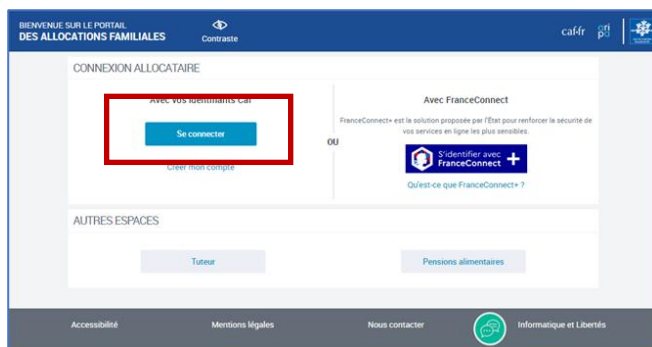 BIENVENUE SUR LE PORTAIL
DES ALLOCATIONS FAMILIALES
Contraste
caf.fr
CONNEXION ALLOCATAIRE
Avec vos identifiants Caf
Se connecter
Créer mon compte
OU
Avec FranceConnect
FranceConnect+ est la solution proposée par l'État pour renforcer la sécurité de
vos services en ligne les plus sensibles.
S'identifier avec
FranceConnect +
Qu'est-ce que FranceConnect+ ?
AUTRES ESPACES
Tuteur
Pensions alimentaires
Accessibilité
Mentions légales
Nous contacter
Informatique et Libertés